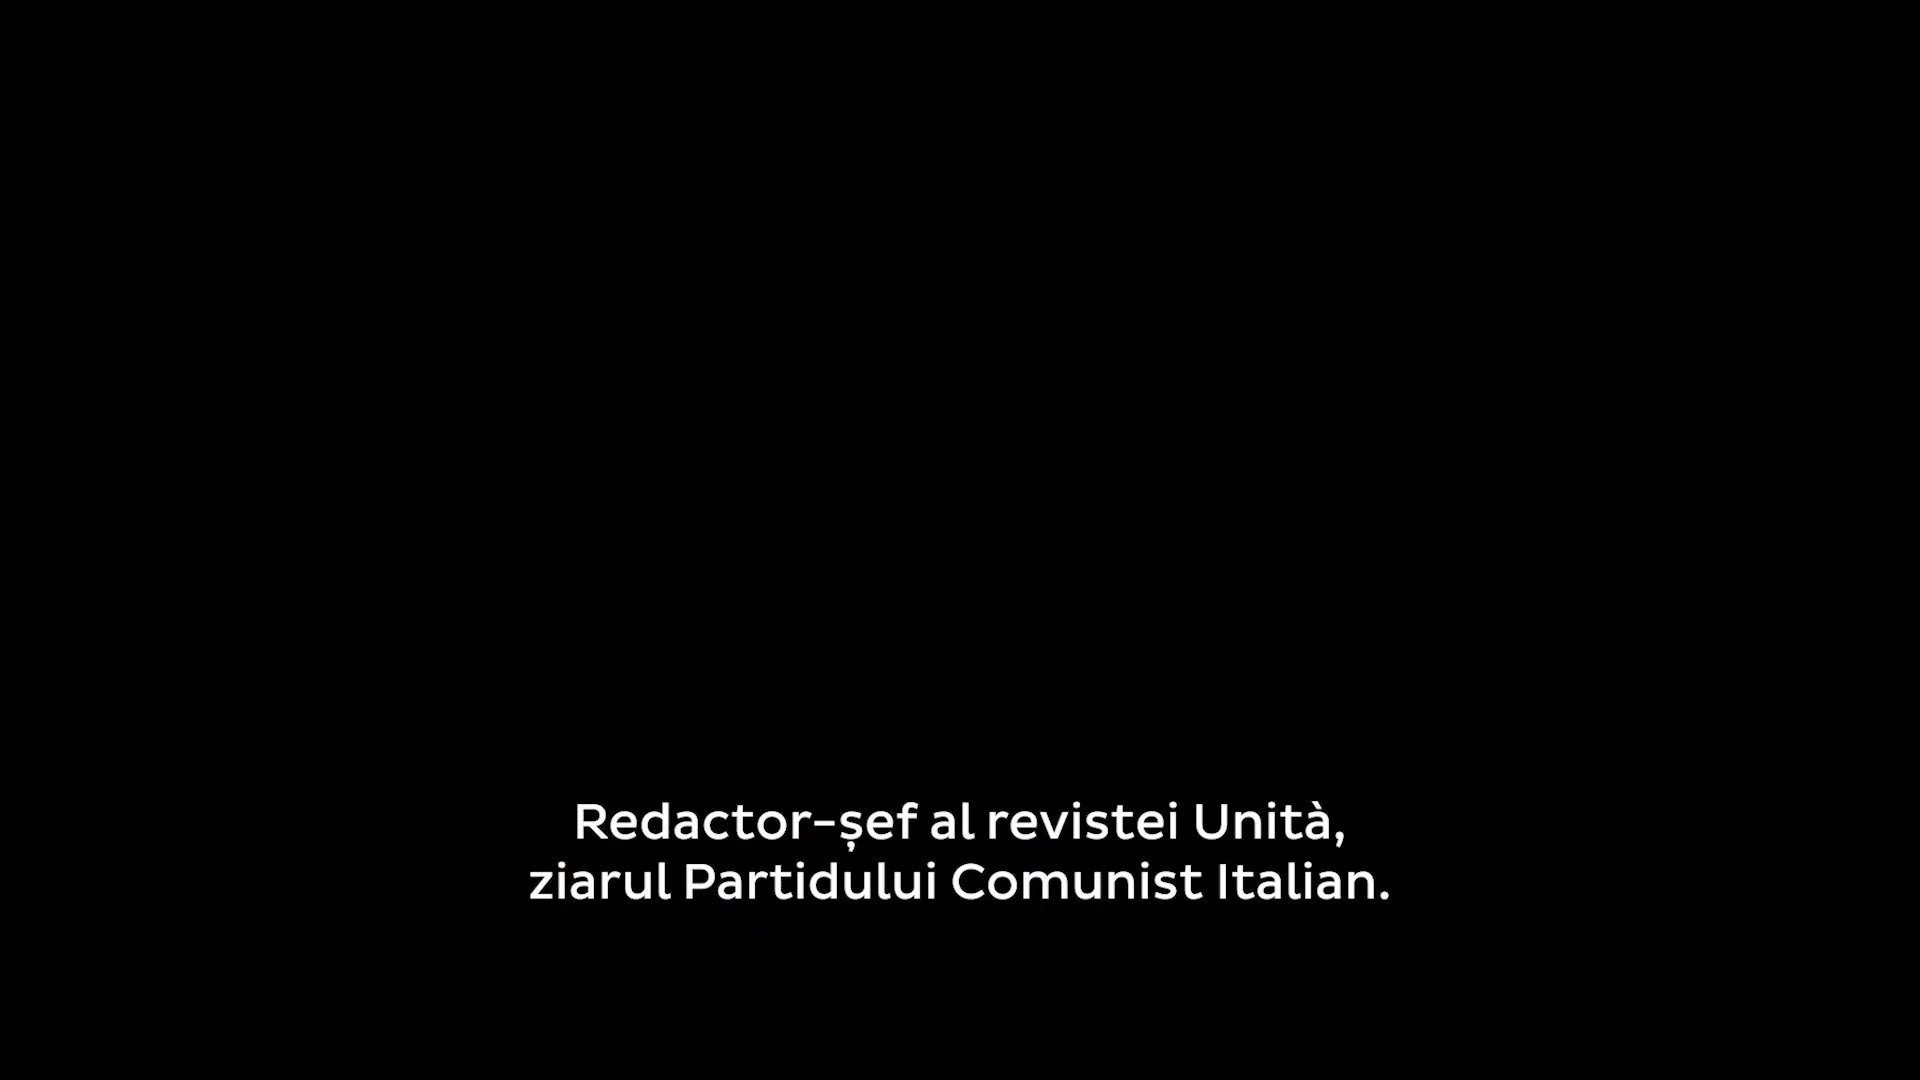 Redactor-șef al revistei Unità,
ziarul Partidului Comunist Italian.